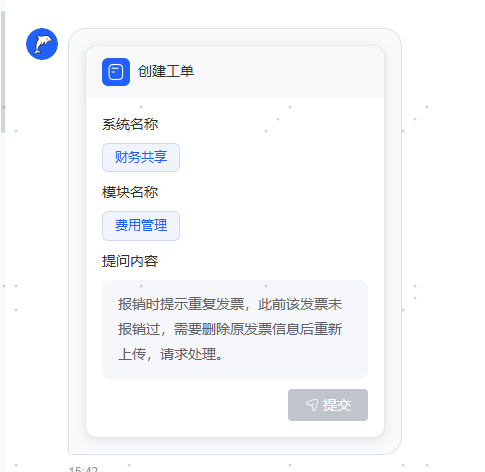 创建工单
系统名称
财务共享
模块名称
费用管理
提问内容
报销时提示重复发票，此前该发票未
报销过，需要删除原发票信息后重新
上传，请求处理。
提交
15:42